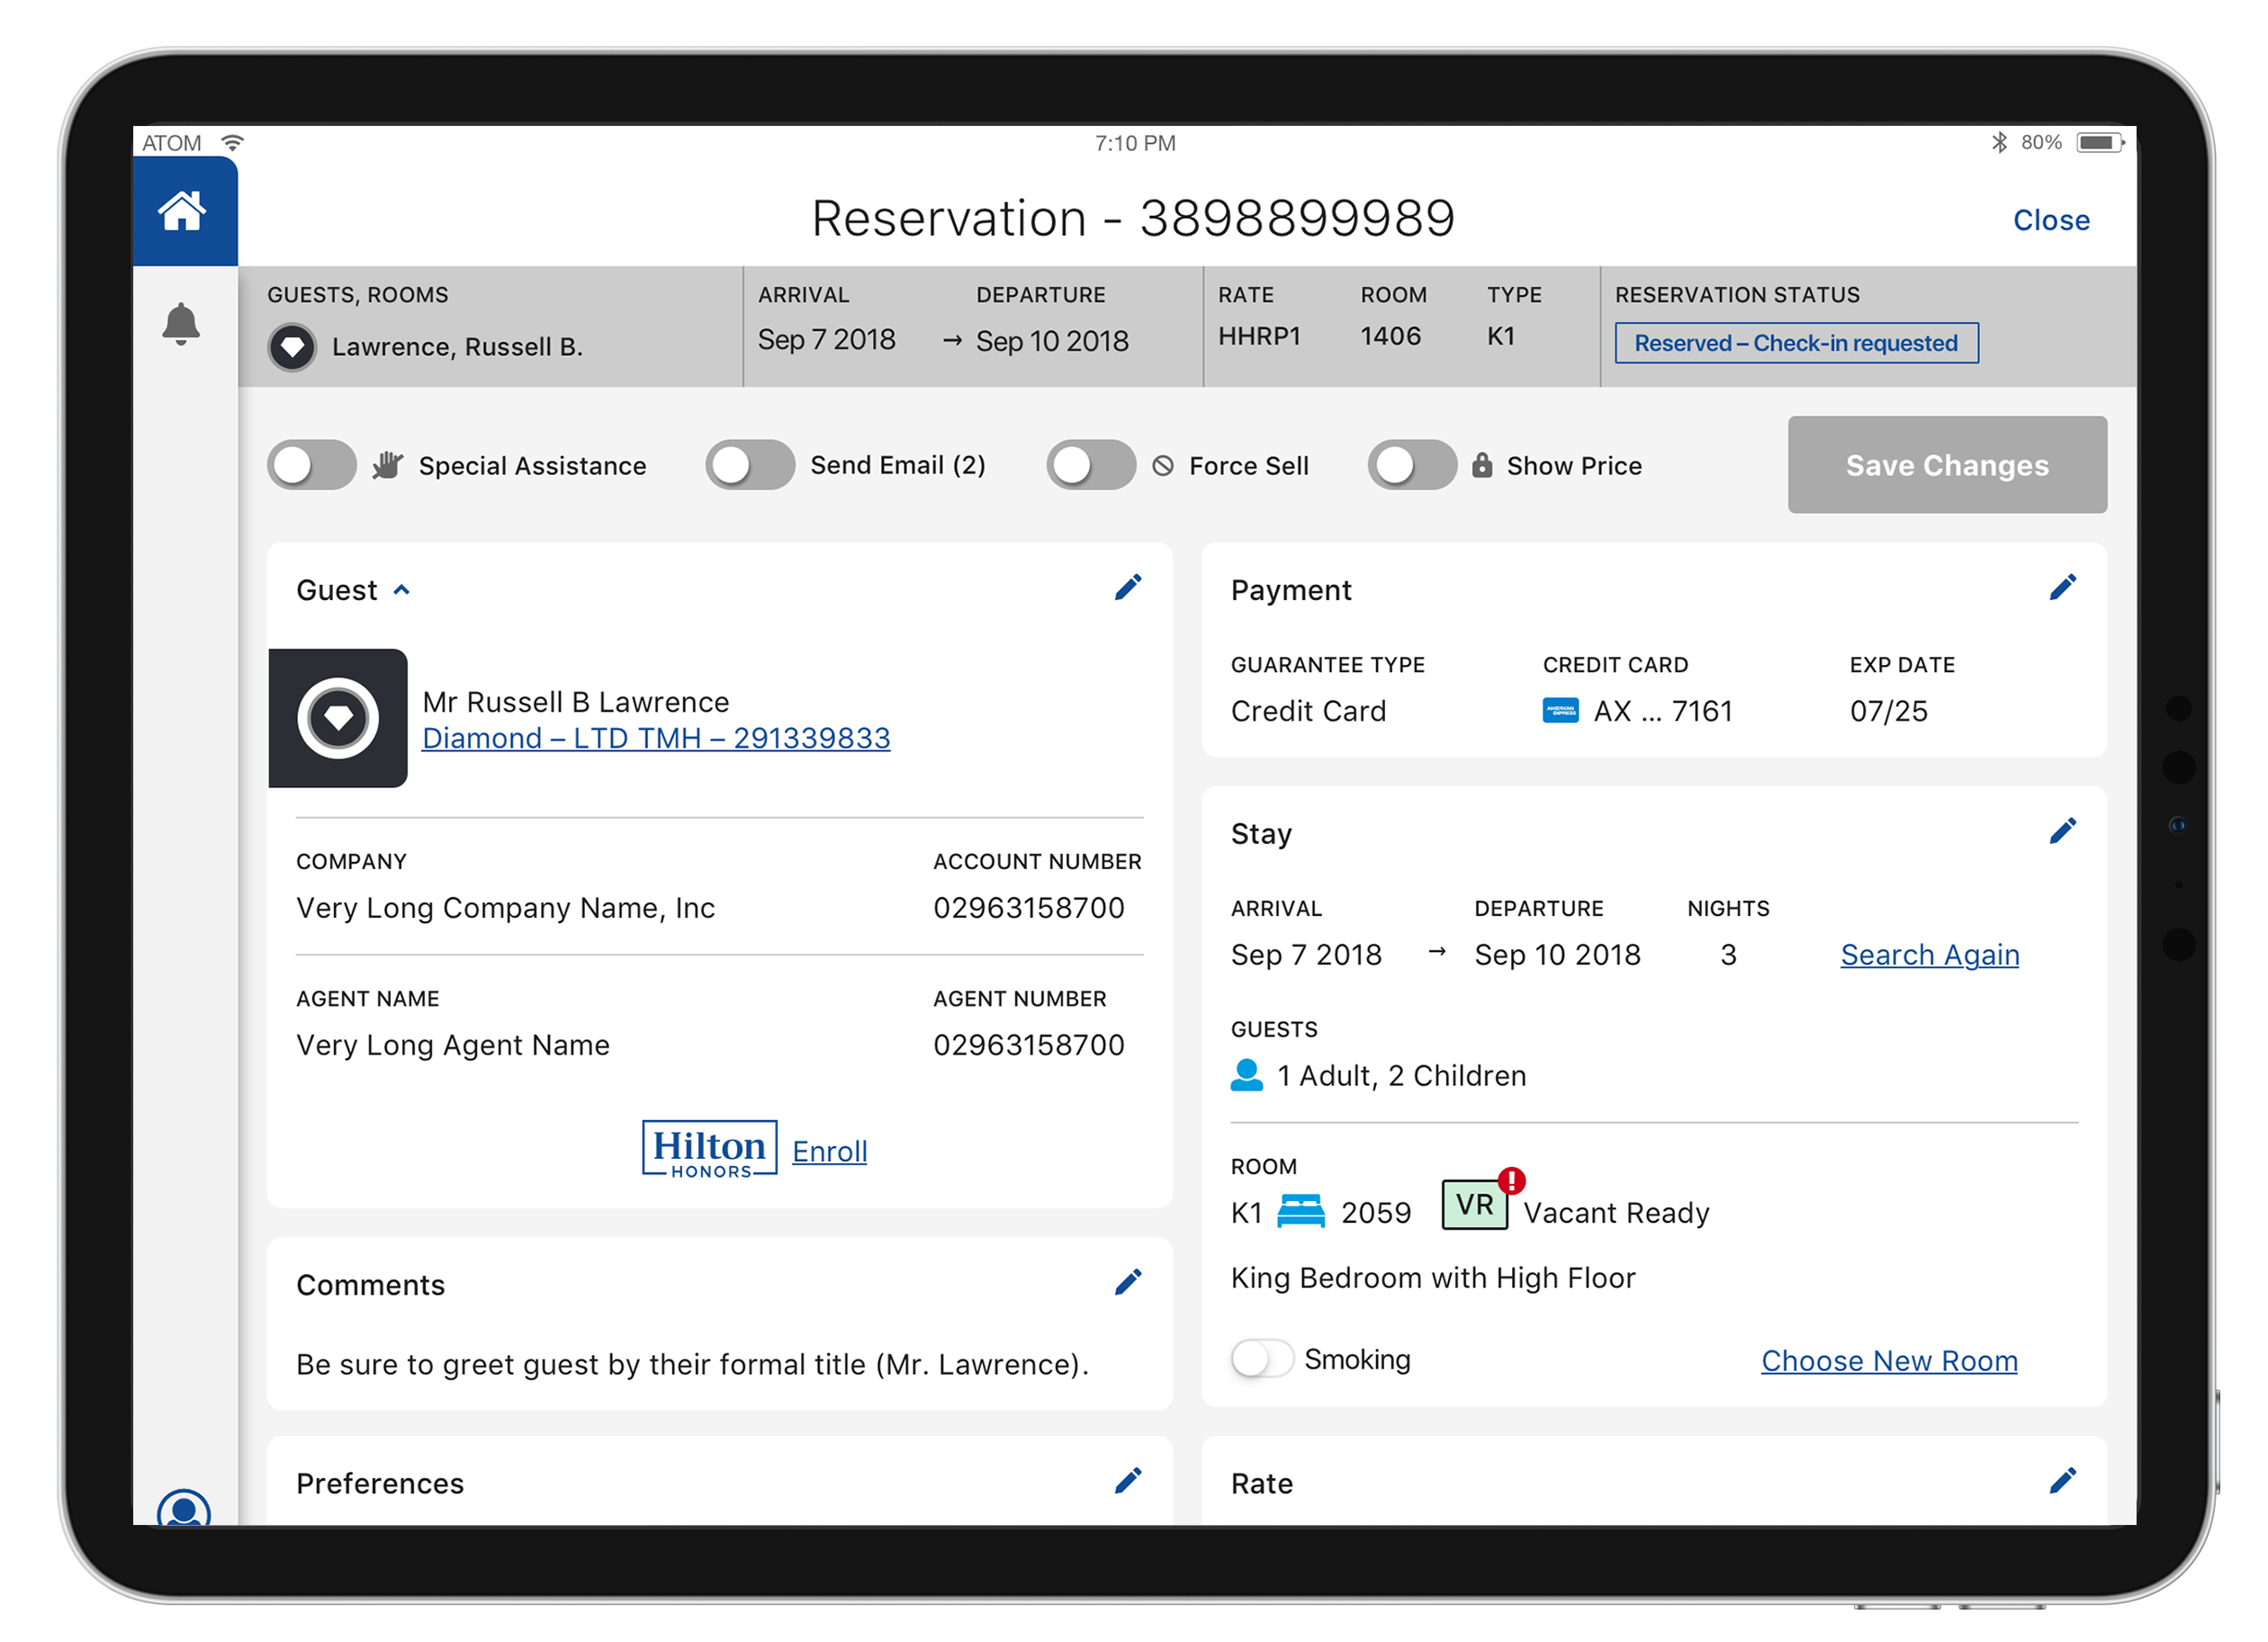 ATOM 7:10 PM 80%
Reservation - 3898899989
Close
GUESTS, ROOMS
Lawrence, Russell B.
ARRIVAL DEPARTURE
Sep 7 2018 → Sep 10 2018
RATE ROOM TYPE
HHRP1 1406 K1
RESERVATION STATUS
Reserved – Check-in requested
Special Assistance
Send Email (2)
Force Sell
Show Price
Save Changes
Guest
Mr Russell B Lawrence
Diamond – LTD TMH – 291339833
COMPANY ACCOUNT NUMBER
Very Long Company Name, Inc 02963158700
AGENT NAME AGENT NUMBER
Very Long Agent Name 02963158700
Hilton
HONORS
Enroll
Comments
Be sure to greet guest by their formal title (Mr. Lawrence).
Preferences
Payment
GUARANTEE TYPE CREDIT CARD EXP DATE
Credit Card AMERICAN EXPRESS AX ... 7161 07/25
Stay
ARRIVAL DEPARTURE NIGHTS
Sep 7 2018 → Sep 10 2018 3 Search Again
GUESTS
1 Adult, 2 Children
ROOM
K1 2059 VR ! Vacant Ready
King Bedroom with High Floor
Smoking Choose New Room
Rate